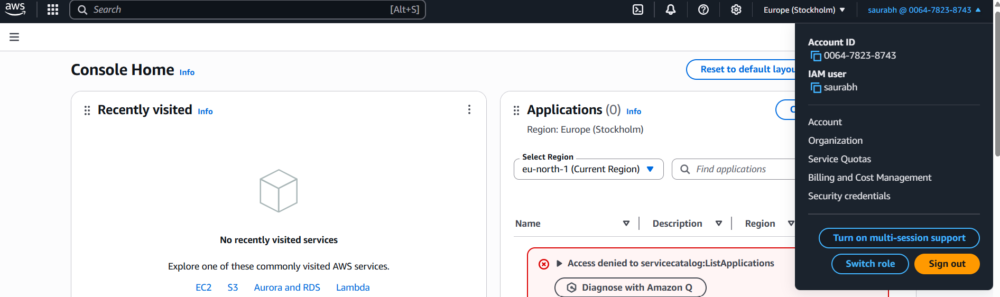 aws
Search
[Alt+S]
Europe (Stockholm)
saurabh @ 0064-7823-8743
Account ID
0064-7823-8743
IAM user
saurabh
Account
Organization
Service Quotas
Billing and Cost Management
Security credentials
Turn on multi-session support
Switch role
Sign out
Console Home Info
Reset to default layou
Recently visited Info
No recently visited services
Explore one of these commonly visited AWS services.
EC2 S3 Aurora and RDS Lambda
Applications (0) Info
Region: Europe (Stockholm)
Select Region
eu-north-1 (Current Region)
Find applications
Name Description Region
Access denied to servicecatalog:ListApplications
Diagnose with Amazon Q